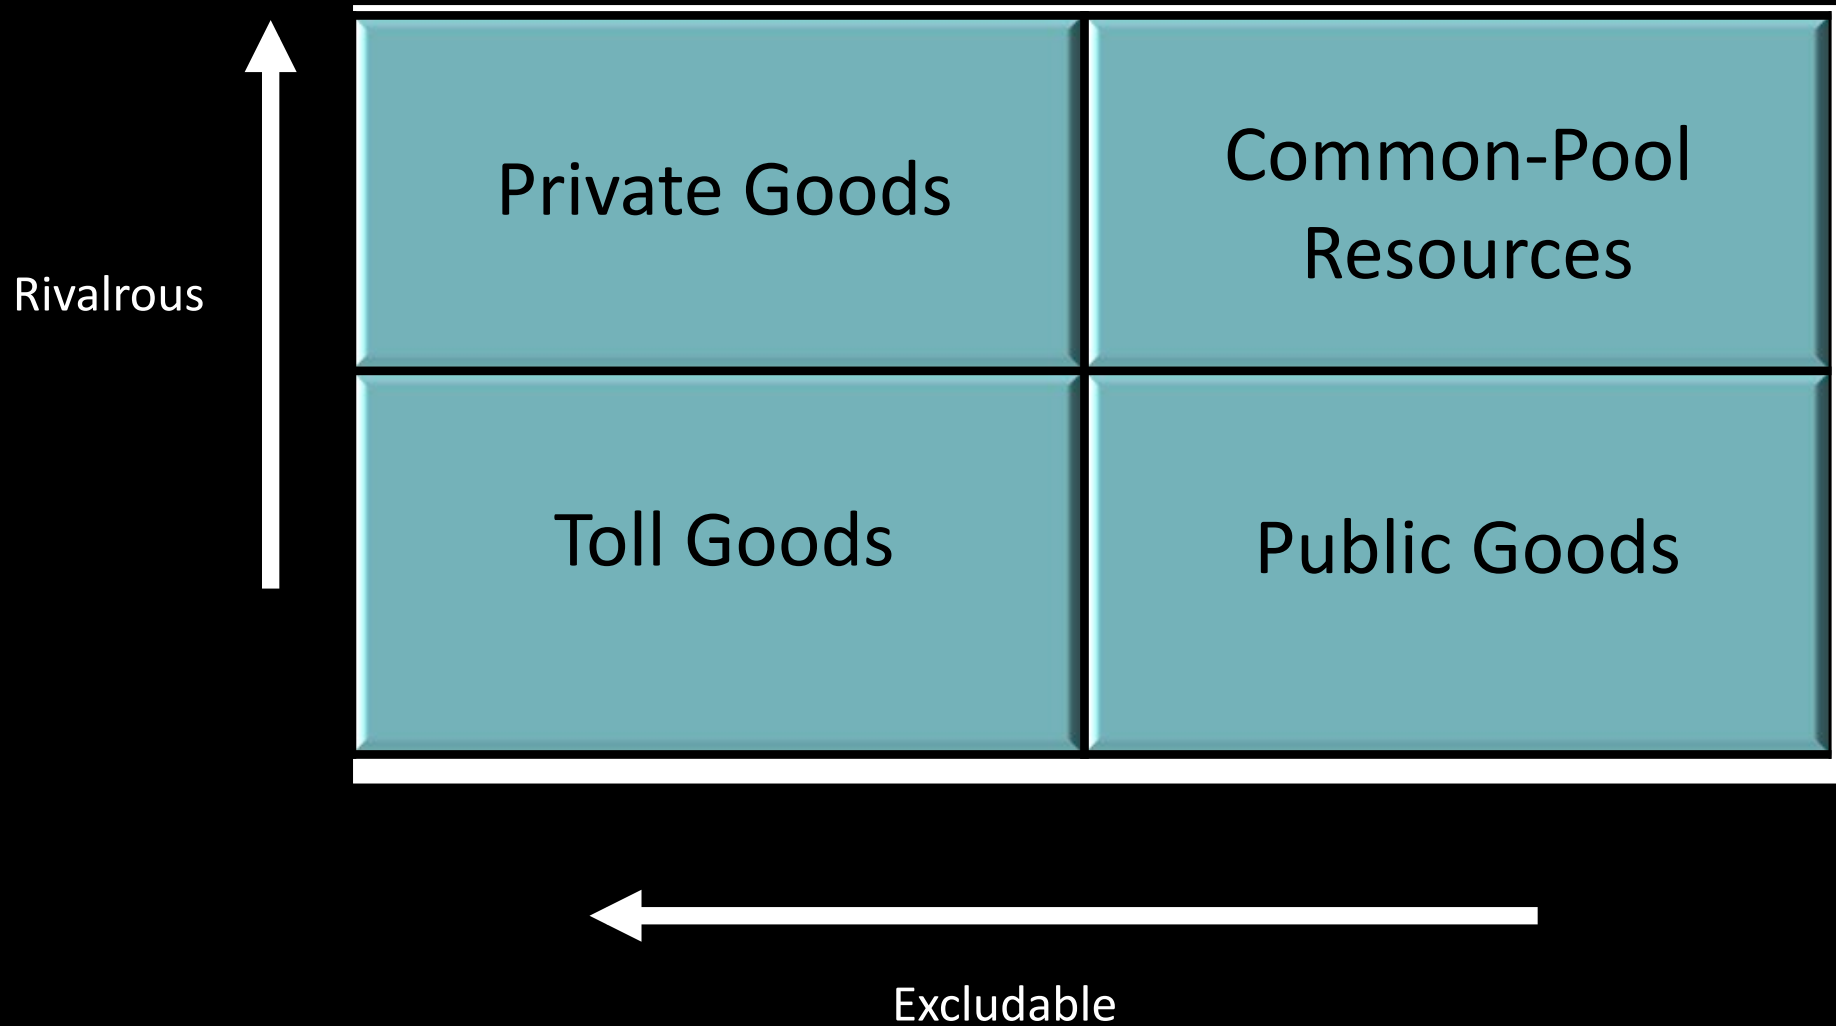 Private Goods
Common-Pool
Resources
Rivalrous
Toll Goods
Public Goods
Excludable